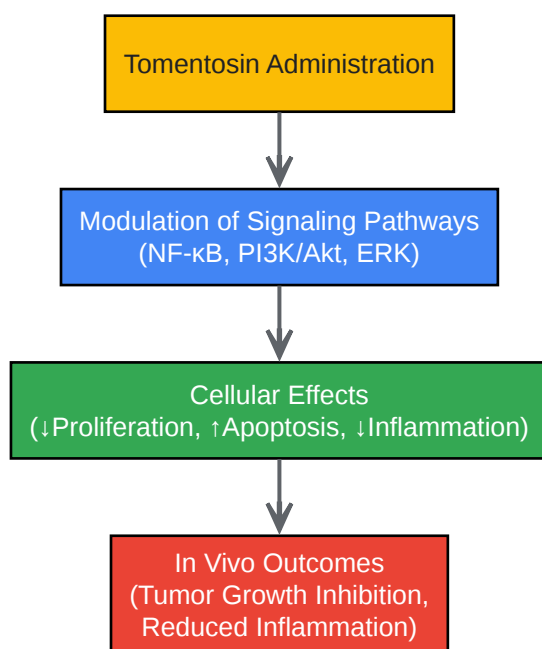 Tomentosin Administration
Modulation of Signaling Pathways
(NF-κB, PI3K/Akt, ERK)
Cellular Effects
(↓Proliferation, ↑Apoptosis, ↓Inflammation)
In Vivo Outcomes
(Tumor Growth Inhibition,
Reduced Inflammation)